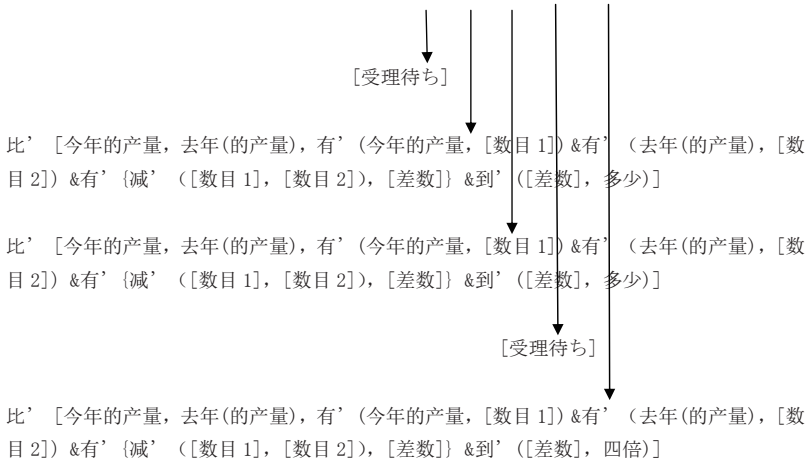 [受理待ち]
比’ [今年的产量，去年(的产量)，有’(今年的产量，[数目1])&有’（去年(的产量)，[数
目2])&有’{减’（[数目1]，[数目2])，[差数]}&到’([差数]，多少)]
比’ [今年的产量，去年(的产量)，有’(今年的产量，[数目1])&有’（去年(的产量)，[数
目2])&有’{减’（[数目1]，[数目2])，[差数]}&到’([差数]，多少)]
[受理待ち]
比’ [今年的产量，去年(的产量)，有’(今年的产量，[数目1])&有’（去年(的产量)，[数
目2])&有’{减’（[数目1]，[数目2])，[差数]}&到’([差数]，四倍)]